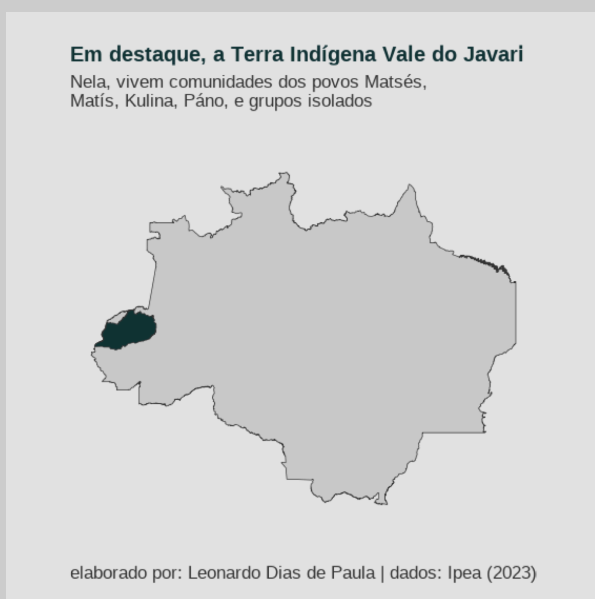 Em destaque, a Terra Indígena Vale do Javari
Nela, vivem comunidades dos povos Matsés,
Matís, Kulina, Páno, e grupos isolados
elaborado por: Leonardo Dias de Paula | dados: Ipea (2023)